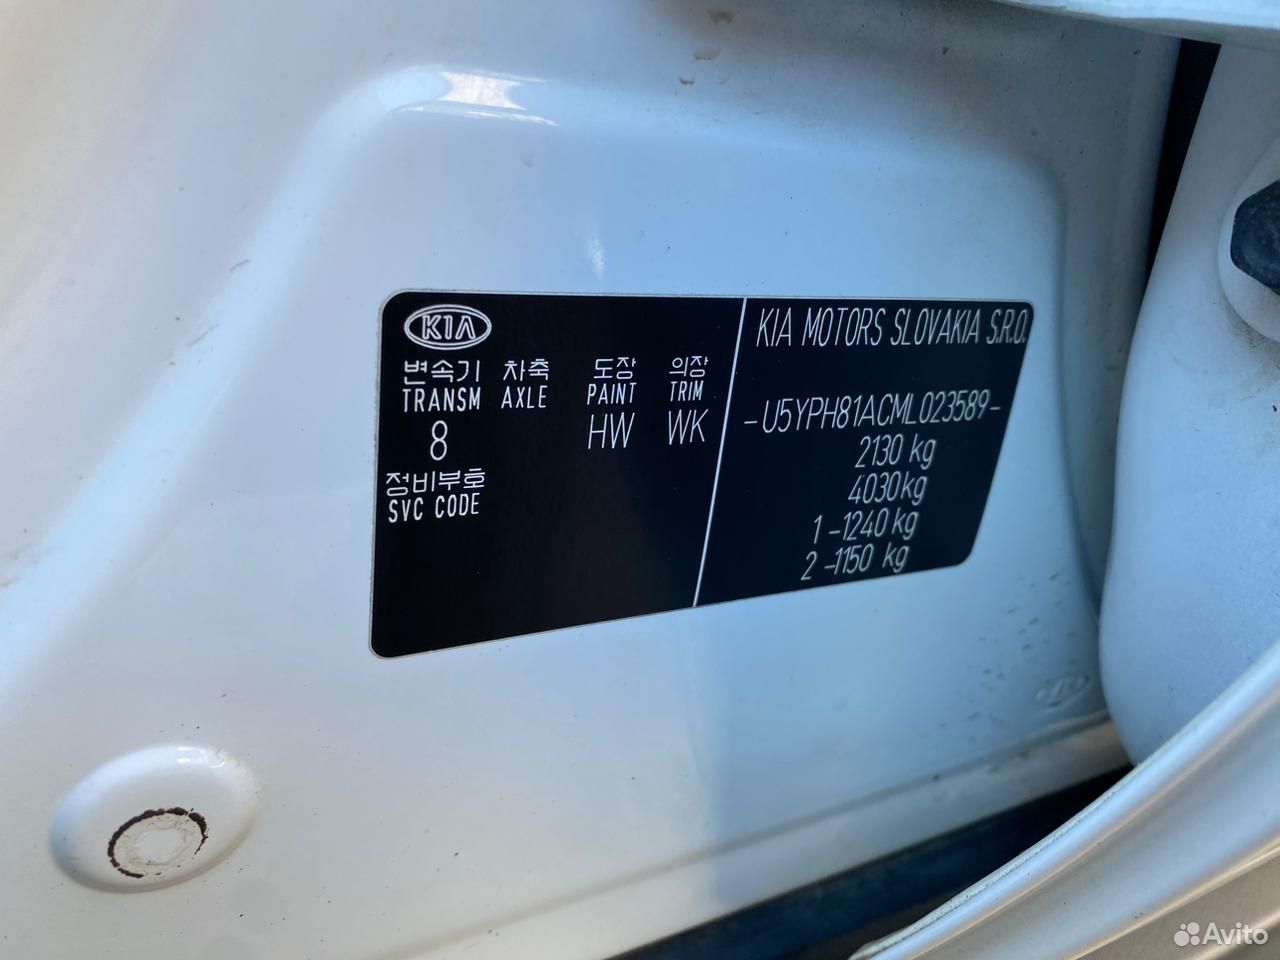 KIA
변속기 차축 도장 의장
TRANSM AXLE PAINT TRIM
8 HW WK
정비부호
SVC CODE
KIA MOTORS SLOVAKIA S.R.O.
-U5YPH81ACML023589-
2130 kg
4030kg
1-1240 kg
2-1150 kg
Avito